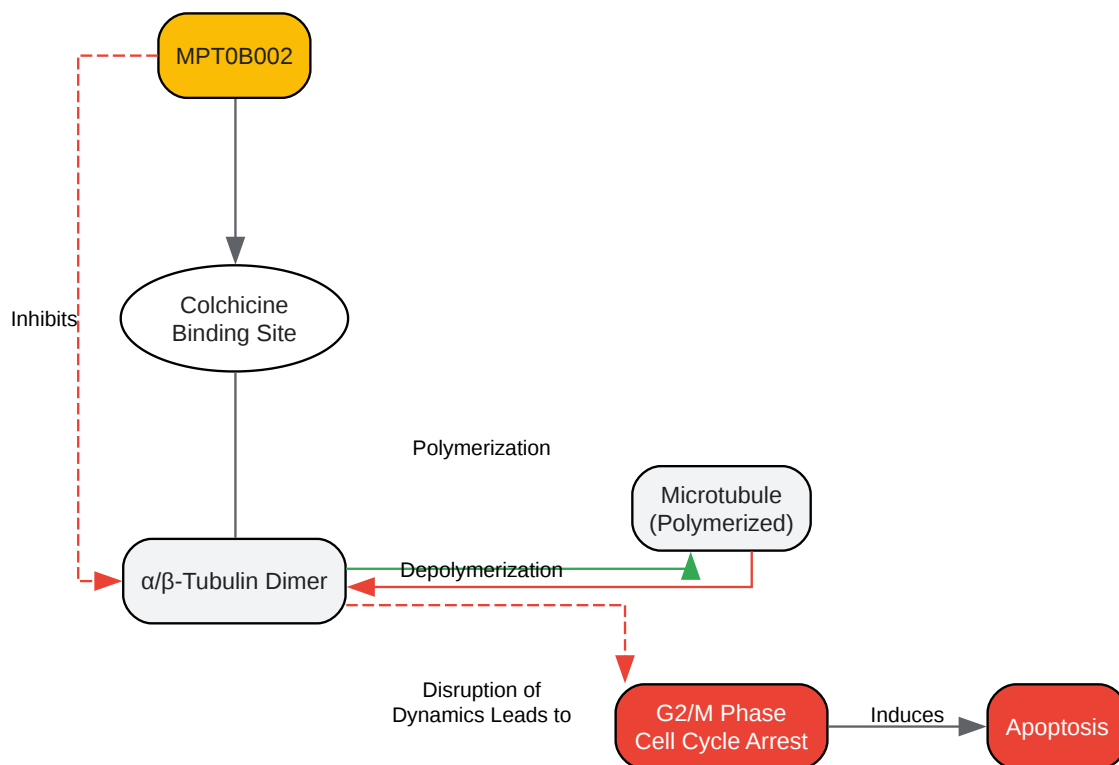 MPT0B002
Colchicine
Binding Site
Inhibits
Polymerization
Microtubule
(Polymerized)
α/β-Tubulin Dimer
Depolymerization
Disruption of
Dynamics Leads to
G2/M Phase
Cell Cycle Arrest
Induces
Apoptosis